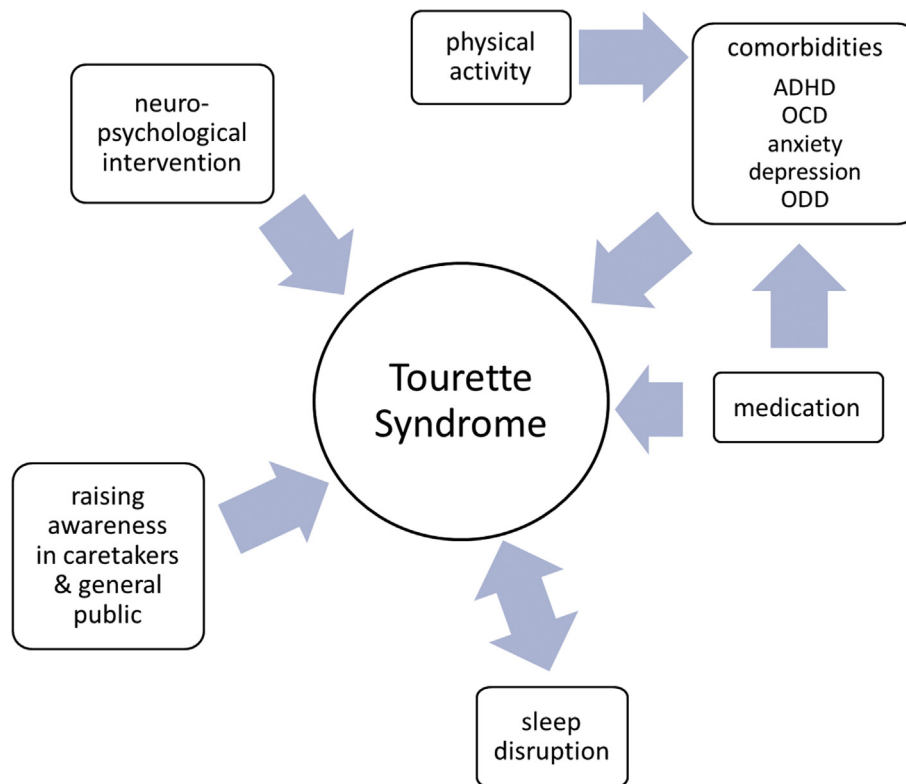 physical
activity
comorbidities
ADHD
OCD
anxiety
depression
ODD
neuro-
psychological
intervention
Tourette
Syndrome
medication
raising
awareness
in caretakers
& general
public
sleep
disruption